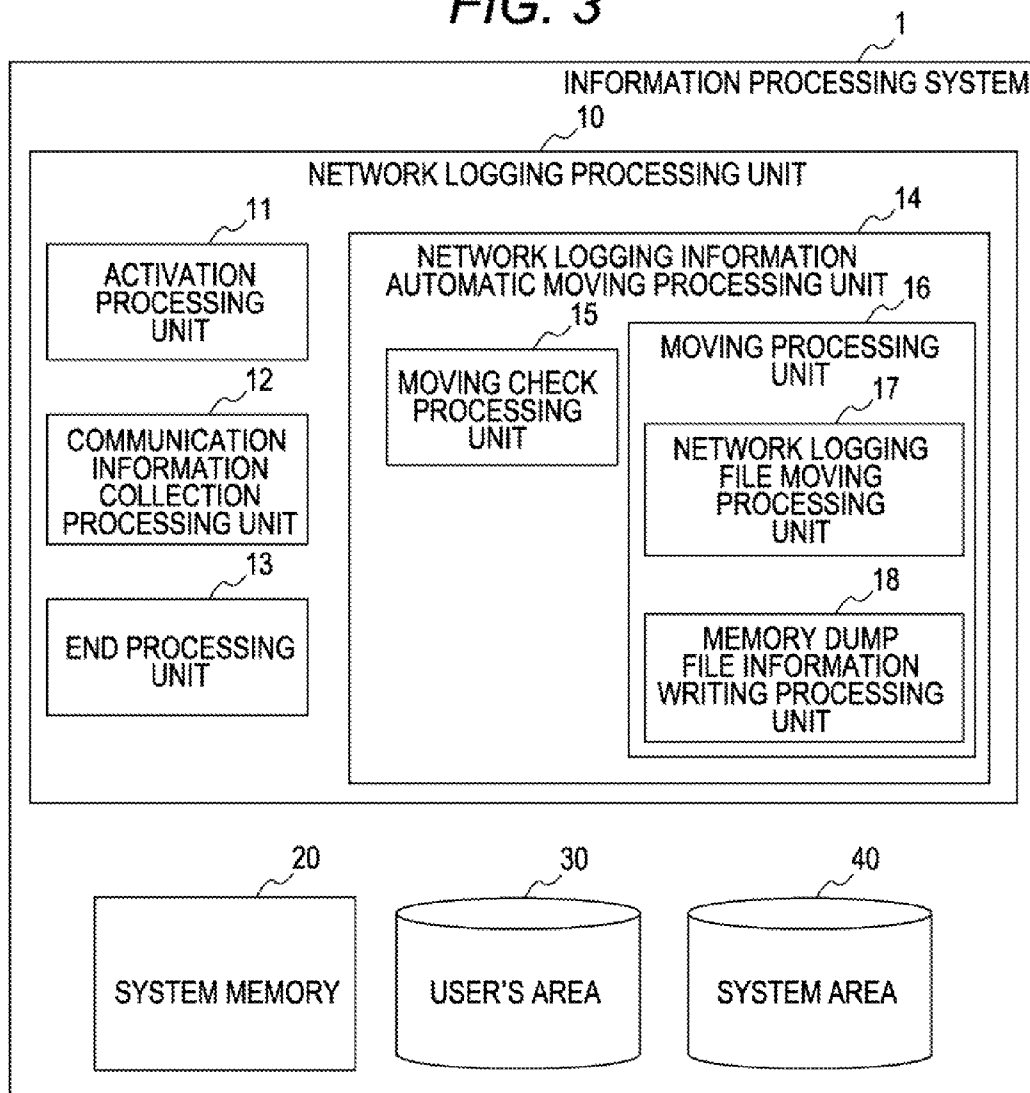 FIG. 3
1
INFORMATION PROCESSING SYSTEM
10
NETWORK LOGGING PROCESSING UNIT
11
ACTIVATION
PROCESSING
UNIT
12
COMMUNICATION
INFORMATION
COLLECTION
PROCESSING UNIT
13
END PROCESSING
UNIT
14
NETWORK LOGGING INFORMATION
AUTOMATIC MOVING PROCESSING UNIT
15
MOVING CHECK
PROCESSING
UNIT
16
MOVING PROCESSING
UNIT
17
NETWORK LOGGING
FILE MOVING
PROCESSING
UNIT
18
MEMORY DUMP
FILE INFORMATION
WRITING PROCESSING
UNIT
20
SYSTEM MEMORY
30
USER'S AREA
40
SYSTEM AREA